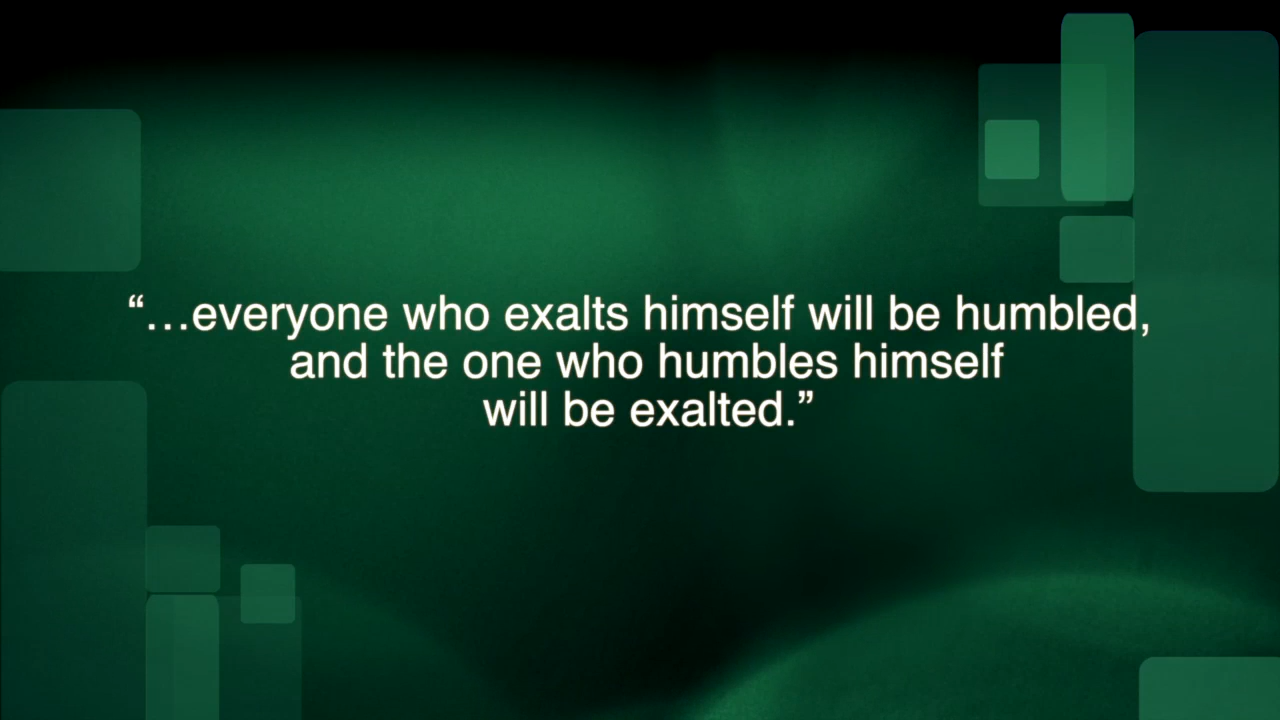 “…everyone who exalts himself will be humbled,
and the one who humbles himself
will be exalted.”